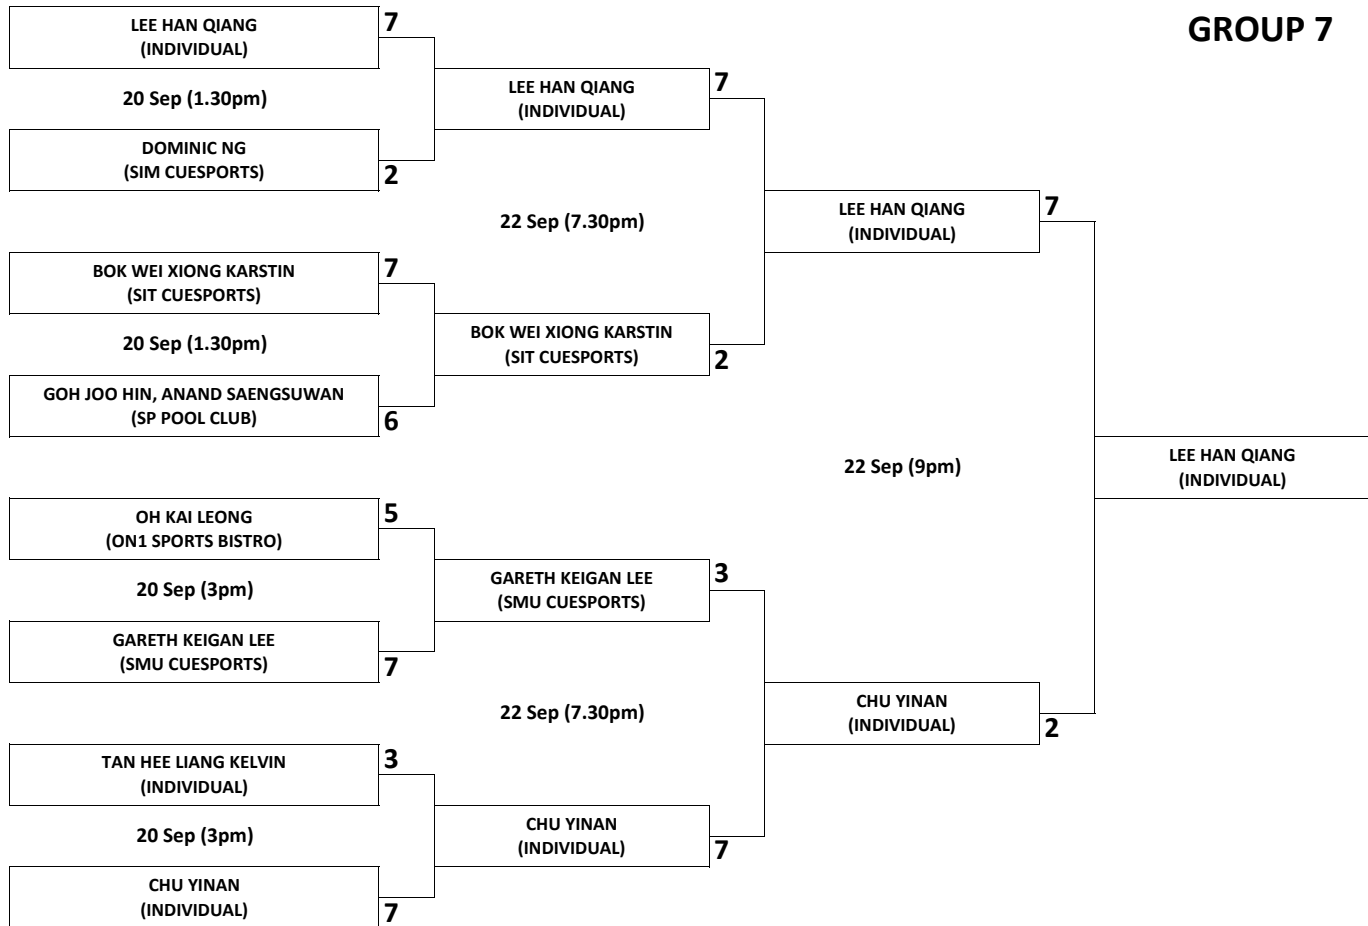 GROUP 7
LEE HAN QIANG
(INDIVIDUAL)
7
20 Sep (1.30pm)
DOMINIC NG
(SIM CUESPORTS)
2
BOK WEI XIONG KARSTIN
(SIT CUESPORTS)
7
20 Sep (1.30pm)
GOH JOO HIN, ANAND SAENGSUWAN
(SP POOL CLUB)
6
OH KAI LEONG
(ON1 SPORTS BISTRO)
5
20 Sep (3pm)
GARETH KEIGAN LEE
(SMU CUESPORTS)
7
TAN HEE LIANG KELVIN
(INDIVIDUAL)
3
20 Sep (3pm)
CHU YINAN
(INDIVIDUAL)
7
LEE HAN QIANG
(INDIVIDUAL)
7
22 Sep (7.30pm)
BOK WEI XIONG KARSTIN
(SIT CUESPORTS)
2
GARETH KEIGAN LEE
(SMU CUESPORTS)
3
22 Sep (7.30pm)
CHU YINAN
(INDIVIDUAL)
7
LEE HAN QIANG
(INDIVIDUAL)
7
22 Sep (9pm)
CHU YINAN
(INDIVIDUAL)
2
LEE HAN QIANG
(INDIVIDUAL)